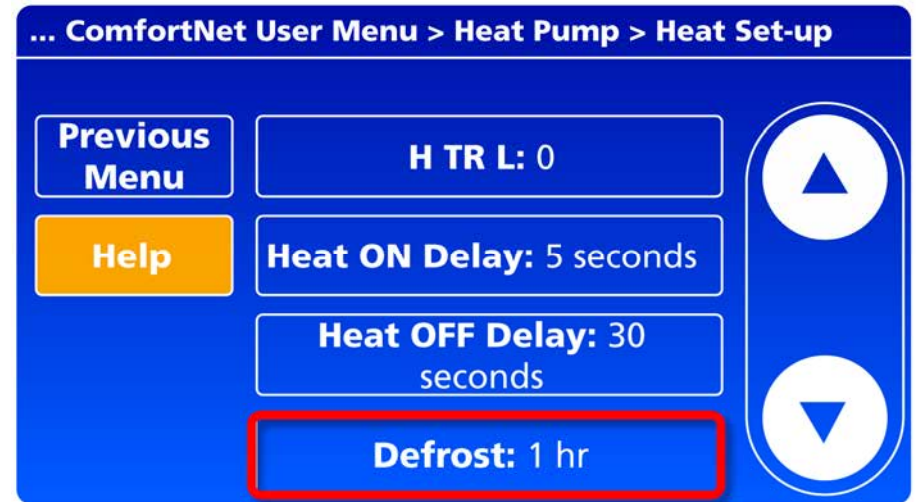 ... ComfortNet User Menu > Heat Pump > Heat Set-up
Previous
Menu
H TR L: 0
Help
Heat ON Delay: 5 seconds
Heat OFF Delay: 30
seconds
Defrost: 1 hr